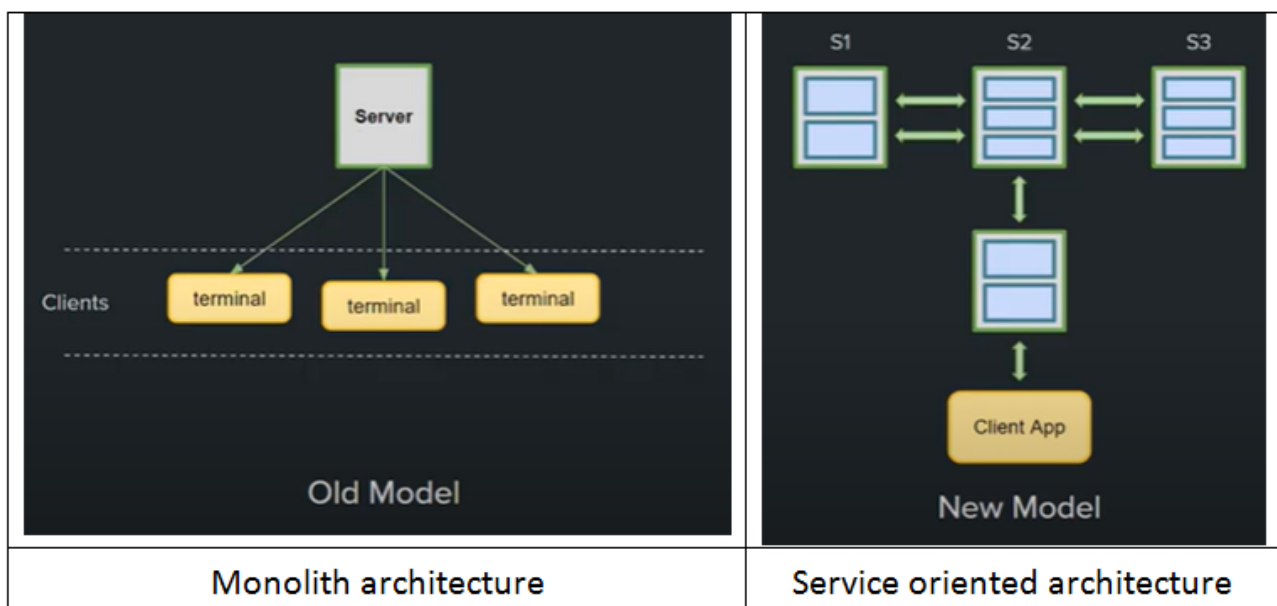 Server
Clients
terminal
terminal
terminal
Old Model
Monolith architecture
S1
S2
S3
Client App
New Model
Service oriented architecture